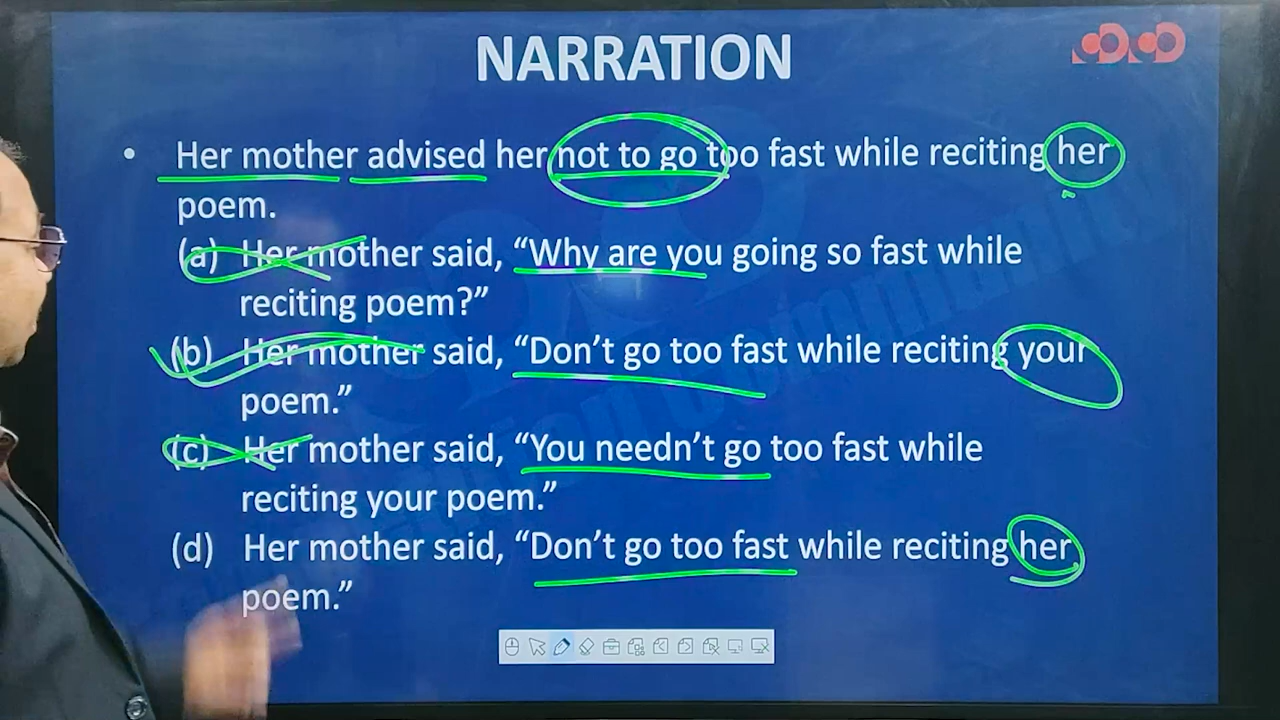 NARRATION
• Her mother advised her not to go too fast while reciting her
poem.
(a) Her mother said, “Why are you going so fast while
reciting poem?”
(b) Her mother said, “Don’t go too fast while reciting your
poem.”
(c) Her mother said, “You needn’t go too fast while
reciting your poem.”
(d) Her mother said, “Don’t go too fast while reciting her
poem.”